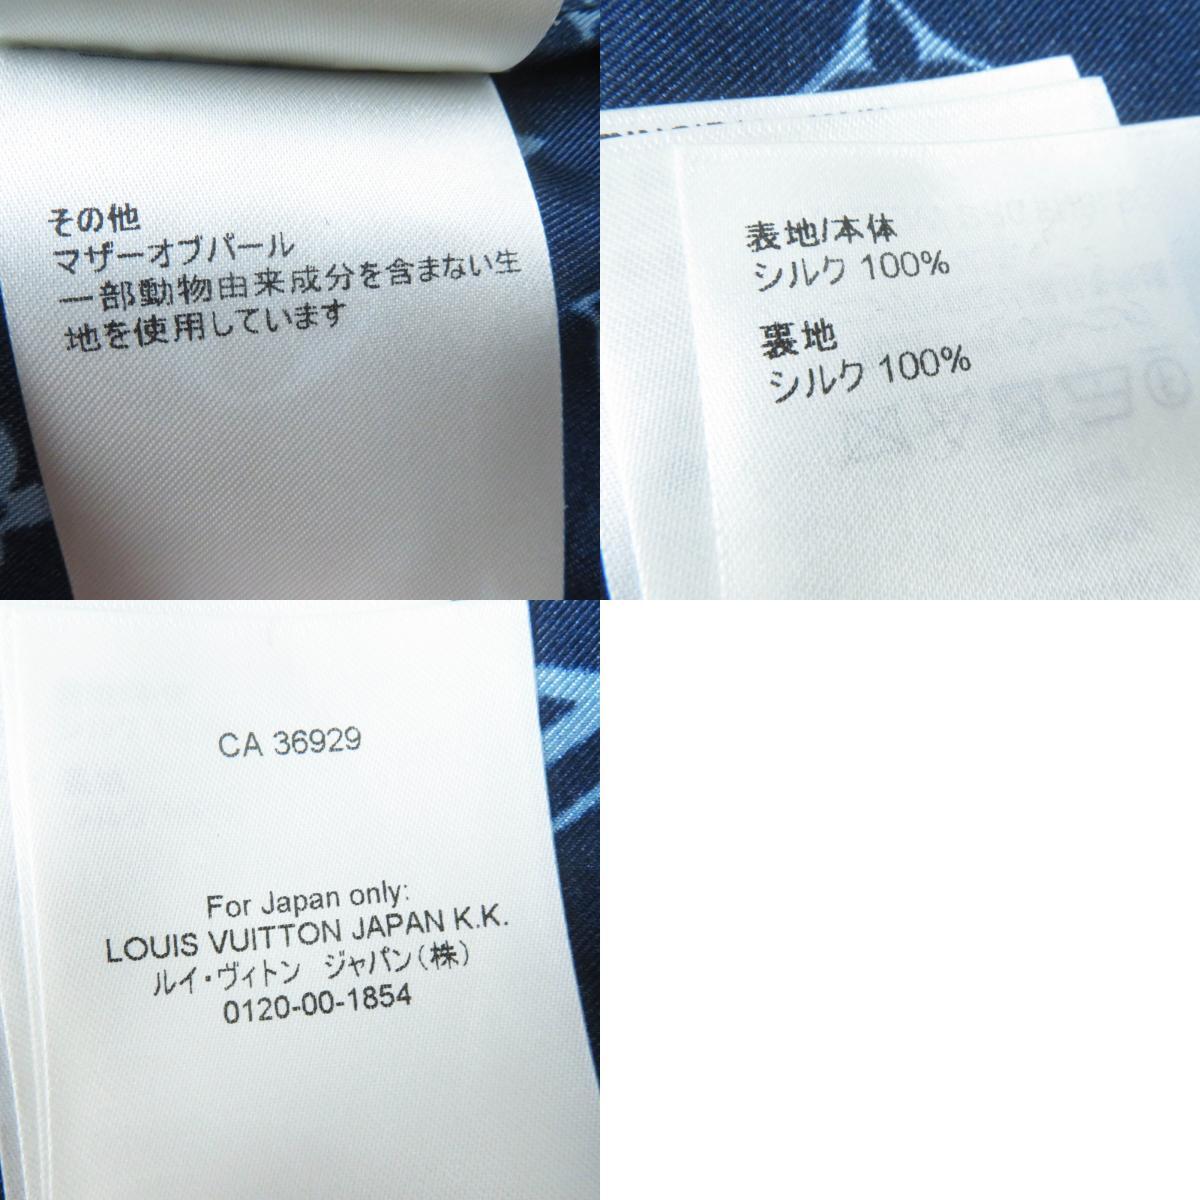 その他
マザーオブパール
一部動物由来成分を含まない生
地を使用しています
表地/本体
シルク 100%
裏地
シルク 100%
CA 36929
For Japan only:
LOUIS VUITTON JAPAN K.K.
ルイ・ヴィトン ジャパン(株)
0120-00-1854